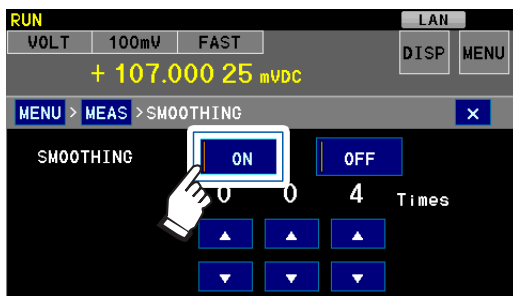 RUN LAN
VOLT 100mV FAST
DISP MENU
+ 107.000 25 mVDC
MENU > MEAS > SMOOTHING ×
SMOOTHING ON OFF
0 0 4 Times